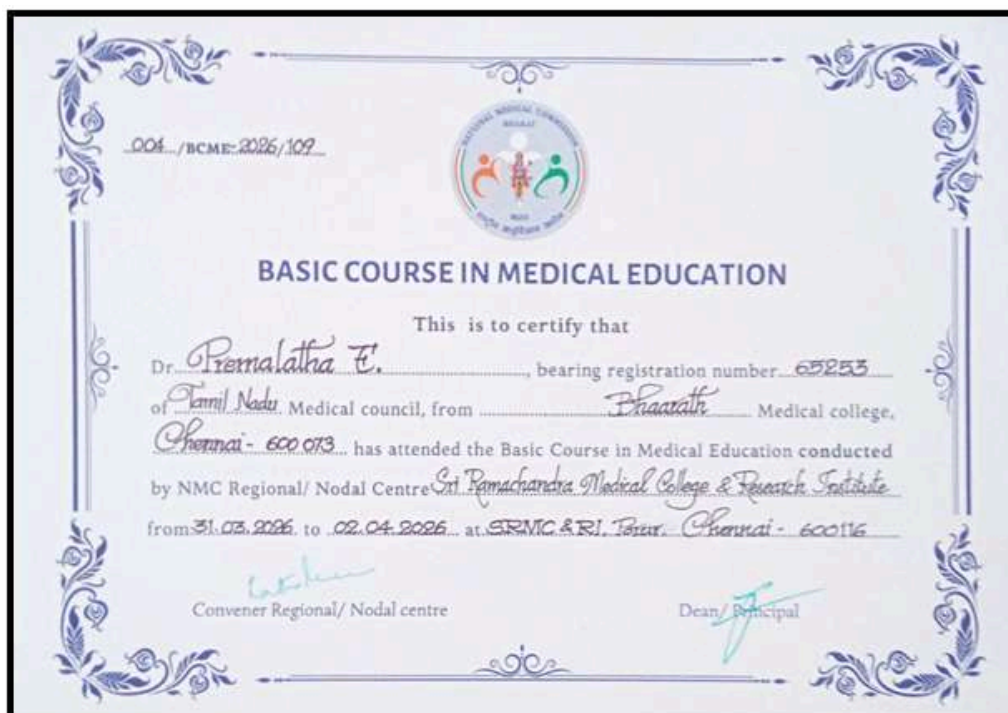 004 /BCME:2026/109
NATIONAL MEDICAL COMMISSION
BASIC COURSE IN MEDICAL EDUCATION
This is to certify that
Dr. Premalatha E. , bearing registration number 65253
of Tamil Nadu Medical council, from Bhaarath Medical college,
Chennai - 600 073 has attended the Basic Course in Medical Education conducted
by NMC Regional/ Nodal Centre Sri Ramachandra Medical College & Research Institute
from 31.03.2026 to 02.04.2026 at SRMC & RI, Porur, Chennai - 600116
Convener Regional/ Nodal centre
Dean/ Principal